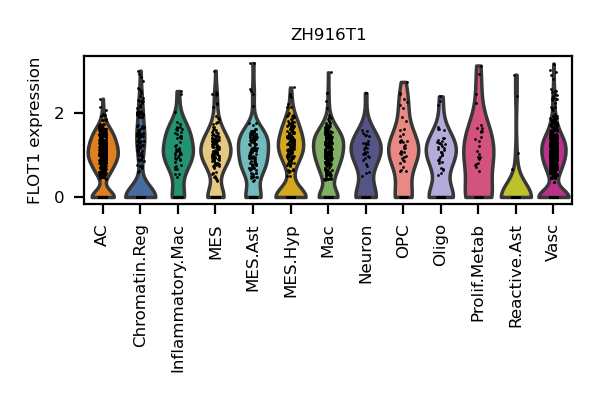 ZH916T1
FLOT1 expression
2
0
AC
Chromatin.Reg
Inflammatory.Mac
MES
MES.Ast
MES.Hyp
Mac
Neuron
OPC
Oligo
Prolif.Metab
Reactive.Ast
Vasc